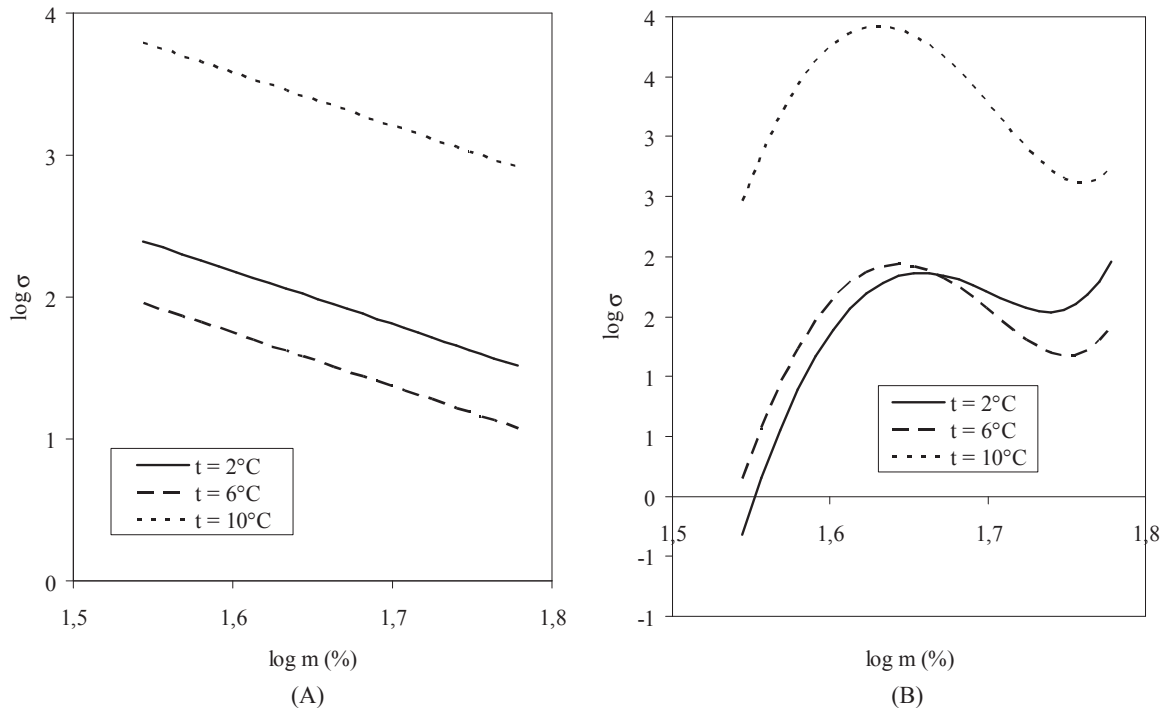 4
3
2
1
0
log σ
1,5
1,6
1,7
1,8
log m (%)
t = 2°C
t = 6°C
t = 10°C
(A)
4
4
3
3
2
2
1
1
0
-1
-1
log σ
1,5
1,6
1,7
1,8
log m (%)
t = 2°C
t = 6°C
t = 10°C
(B)